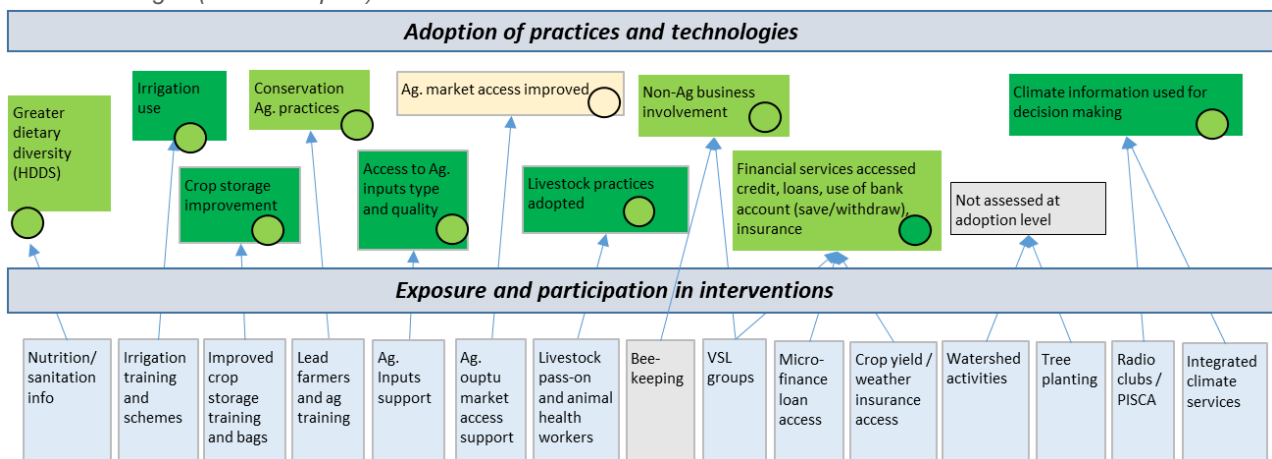 Adoption of practices and technologies
Greater
dietary
diversity
(HDDS)
Irrigation
use
Conservation
Ag. practices
Ag. market access improved
Non-Ag business
involvement
Climate information used for
decision making
Crop storage
improvement
Access to Ag.
inputs type
and quality
Livestock practices
adopted
Financial services accessed
credit, loans, use of bank
account (save/withdraw),
insurance
Not assessed at
adoption level
Exposure and participation in interventions
Nutrition/
sanitation
info
Irrigation
training
and
schemes
Improved
crop
storage
training
and bags
Lead
farmers
and ag
training
Ag.
Inputs
support
Ag.
ouptu
market
access
support
Livestock
pass-on
and animal
health
workers
Bee-
keeping
VSL
groups
Micro-
finance
loan
access
Crop yield /
weather
insurance
access
Watershed
activities
Tree
planting
Radio
clubs /
PISCA
Integrated
climate
services